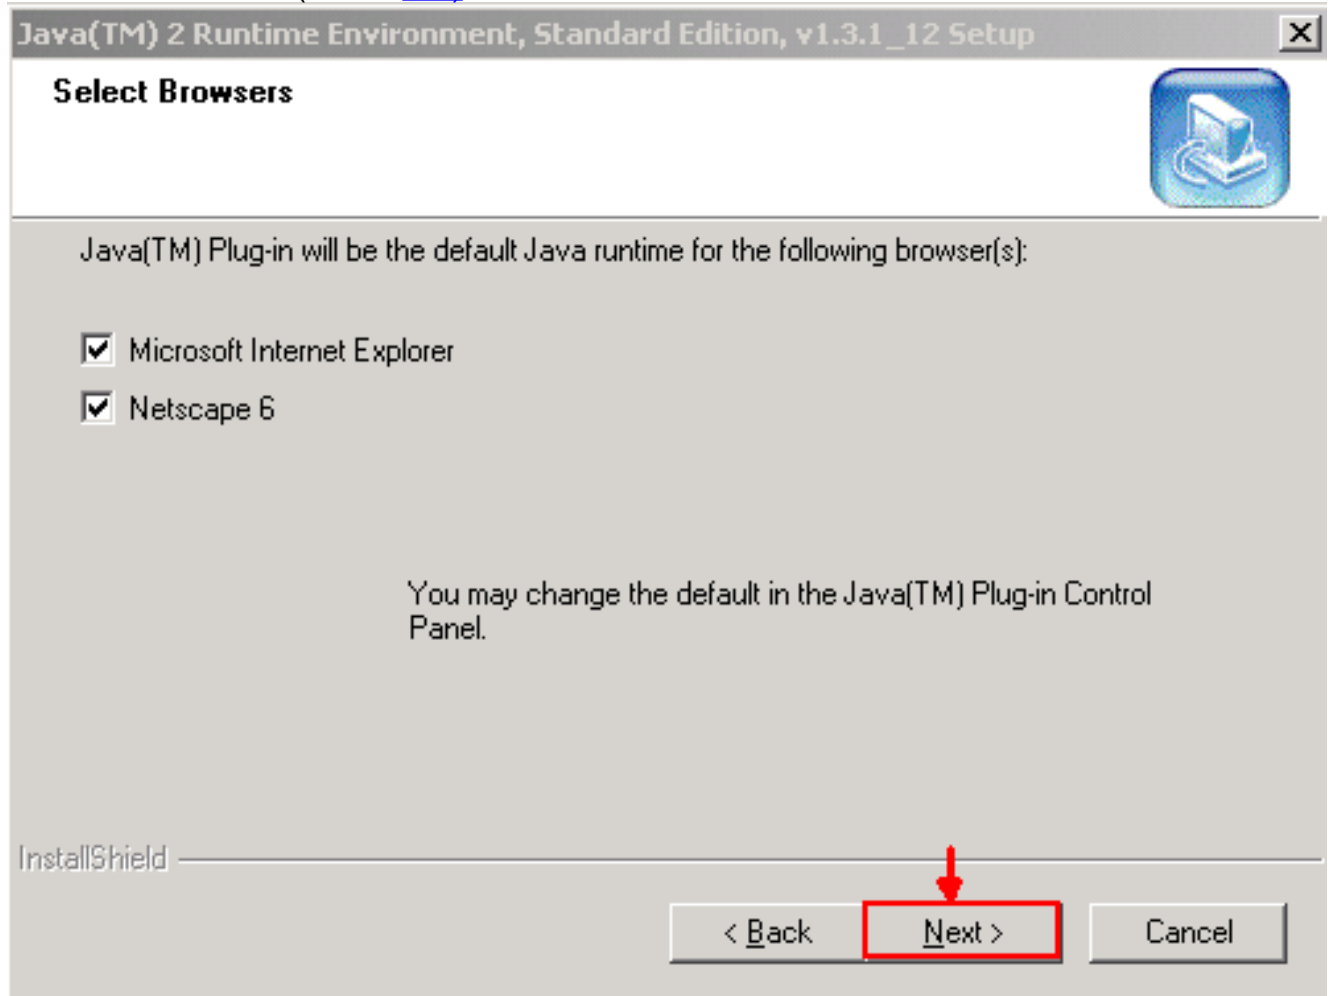 Java(TM) 2 Runtime Environment, Standard Edition, v1.3.1_12 Setup
Select Browsers
Java(TM) Plug-in will be the default Java runtime for the following browser(s):
Microsoft Internet Explorer
Netscape 6
You may change the default in the Java(TM) Plug-in Control
Panel.
InstallShield
< Back
Next >
Cancel